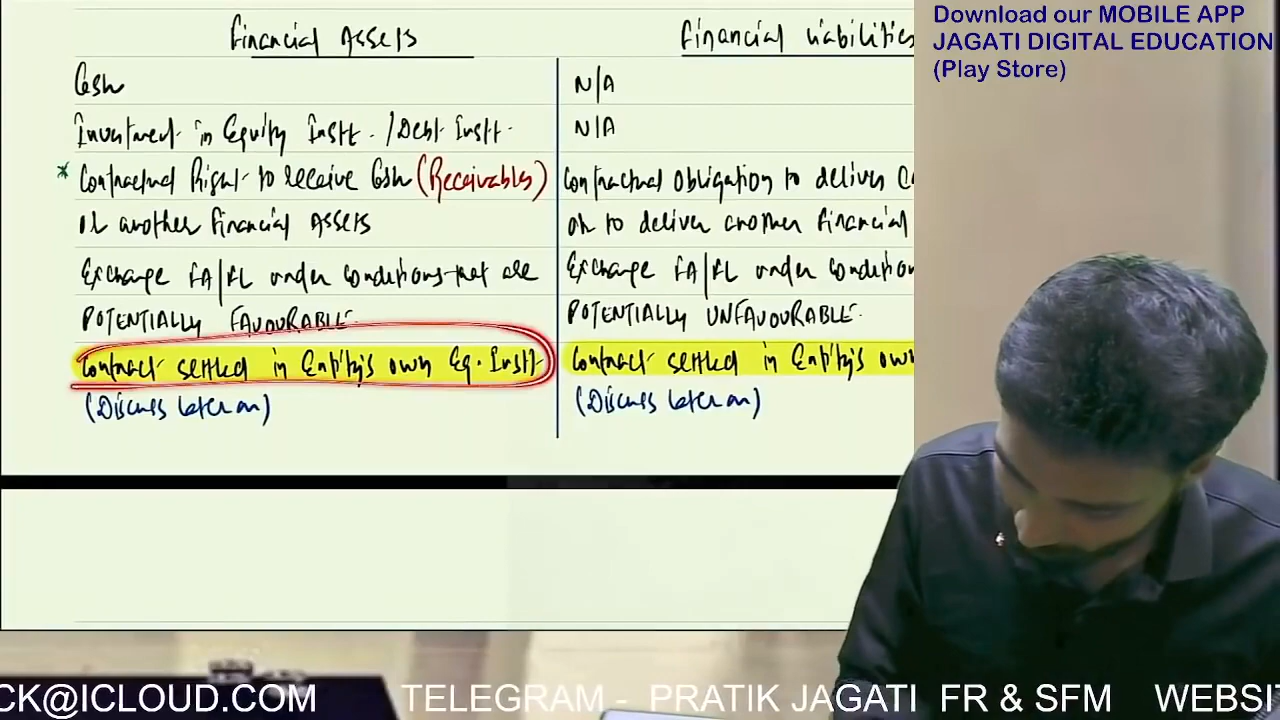 Financial Assets
Financial Liabilities
Cash
N/A
Investment in Equity Instt. / Debt Instt.
N/A
* Contractual Right to receive Cash (Receivables)
Contractual Obligation to deliver
or another financial Assets
or to deliver another financial
Exchange FA/FL under conditions that are
Exchange FA/FL under condition
POTENTIALLY FAVOURABLE.
POTENTIALLY UNFAVOURABLE.
Contract settled in Entity's own Eq. Instt
Contract settled in Entity's own
(Discuss later on)
(Discuss later on)
Download our MOBILE APP
JAGATI DIGITAL EDUCATION
(Play Store)
CK@ICLOUD.COM TELEGRAM - PRATIK JAGATI FR & SFM WEBSI